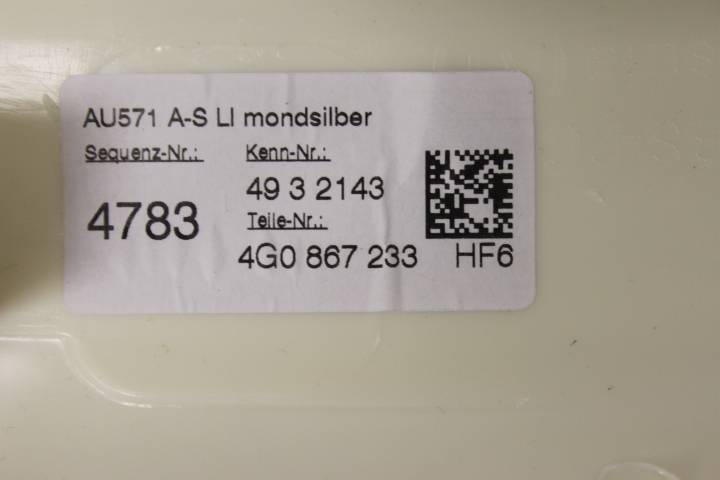 AU571 A-S LI mondsilber
Sequenz-Nr.: Kenn-Nr.:
49 3 2143
4783 Teile-Nr.:
4G0 867 233 HF6